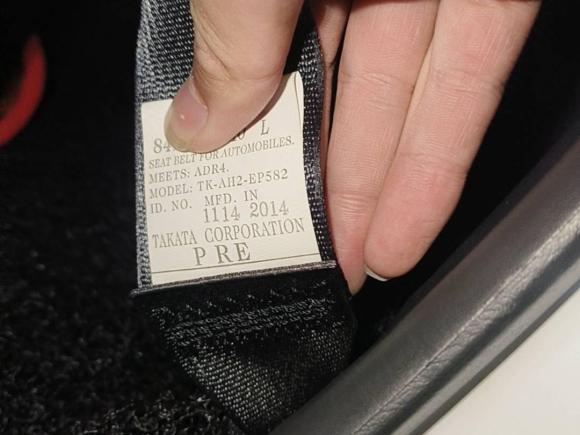 L
SEAT BELT FOR AUTOMOBILES.
MEETS: ADR4.
MODEL: TK-AH2-EP582
ID. NO. MFD. IN
1114 2014
TAKATA CORPORATION
PRE